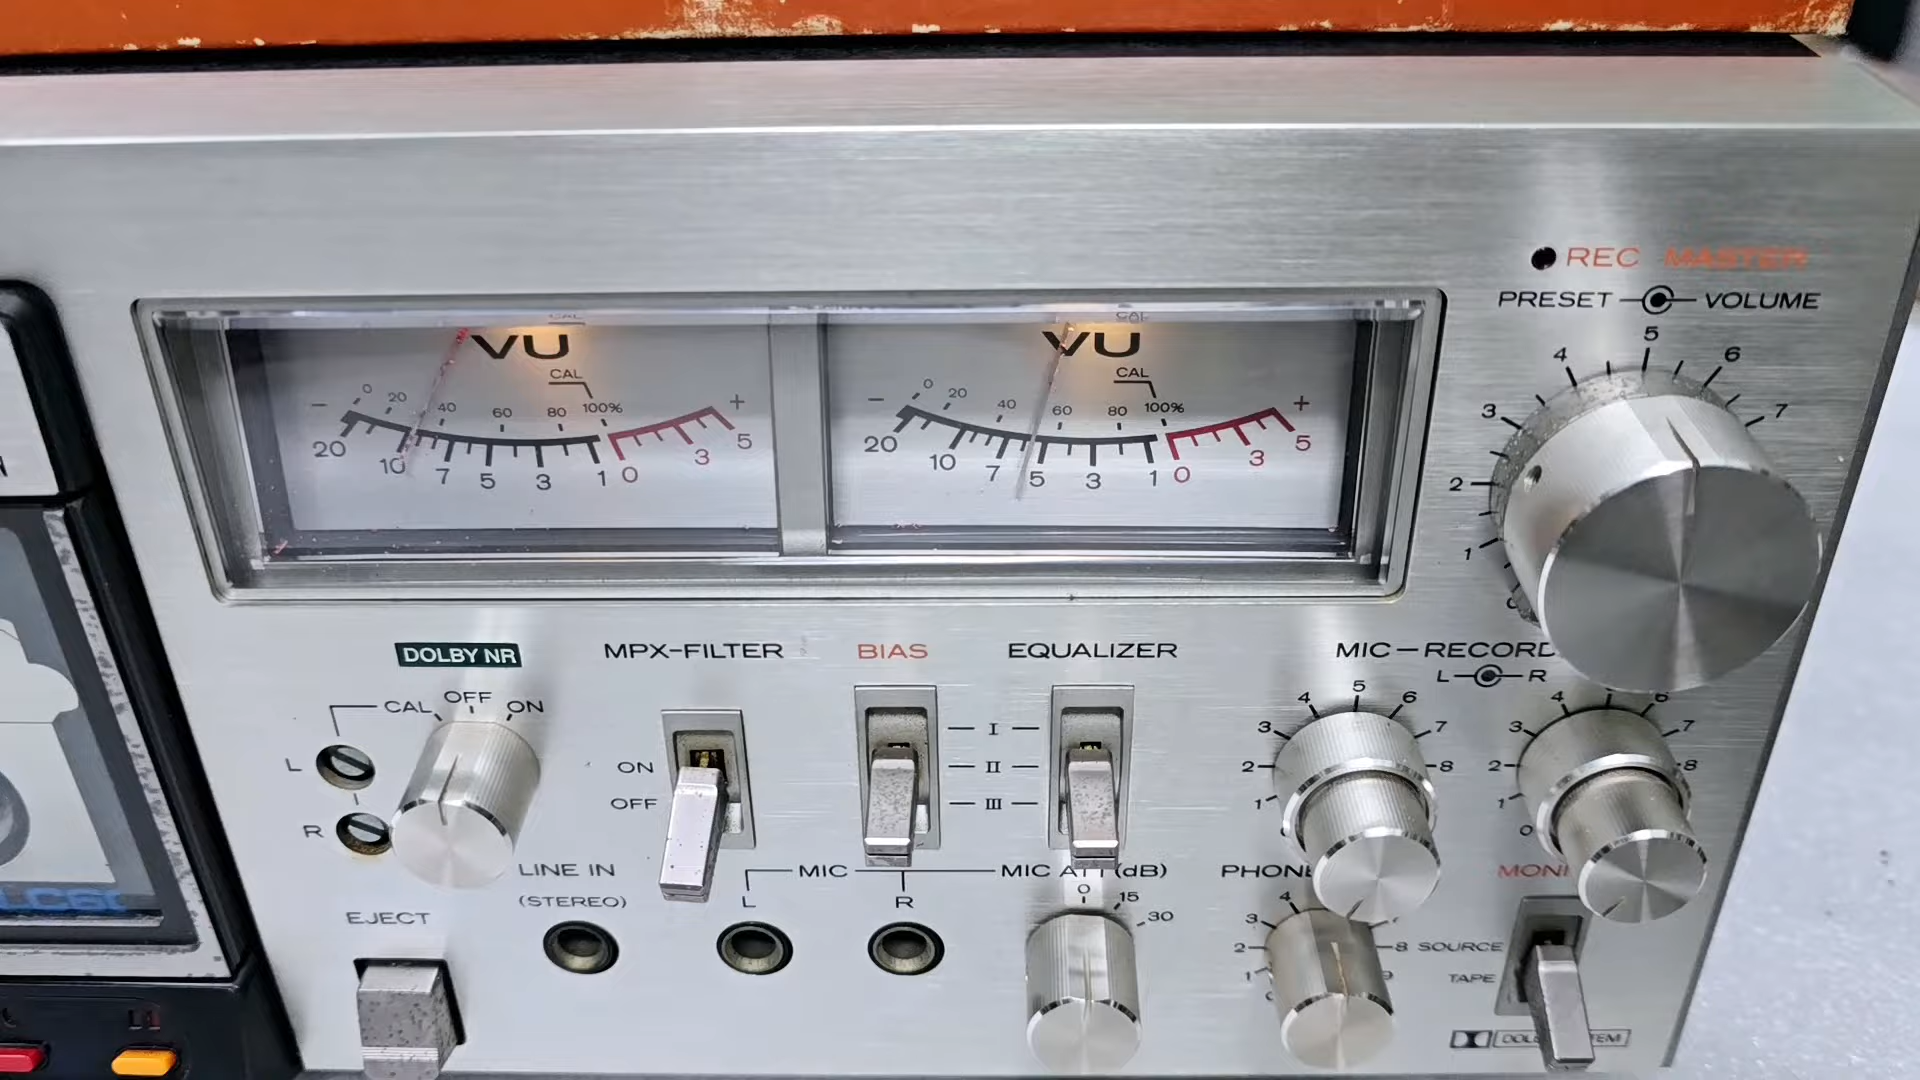 REC MASTER
PRESET VOLUME
5
4 6
3 7
2
1
CAL CAL
VU VU
CAL CAL
− 0 20 40 60 80 100% +
20 10 7 5 3 1 0 3 5
− 0 20 40 60 80 100% +
20 10 7 5 3 1 0 3 5
DOLBY NR
MPX-FILTER
BIAS
EQUALIZER
MIC-RECORD
L R
CAL OFF ON
L
R
ON
OFF
I
II
III
1 2 3 4 5 6 7 8
0 1 2 3 4 6 7 8
LINE IN
(STEREO)
MIC
L R
MIC ATT (dB)
0 15 30
PHONE
1 2 3 4 8
MONI
SOURCE
TAPE
EJECT
LC60